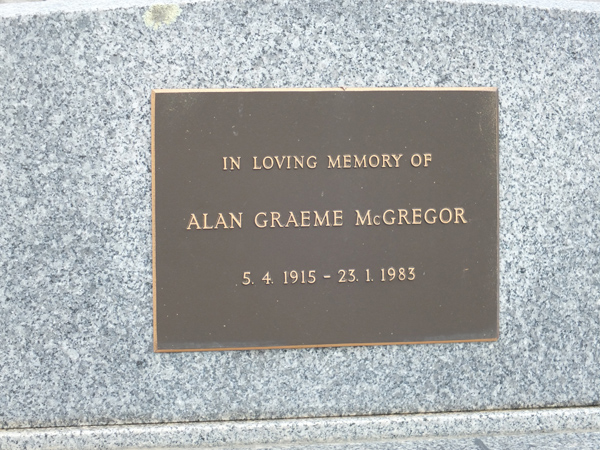 IN LOVING MEMORY OF
ALAN GRAEME McGREGOR
5. 4. 1915 - 23. 1. 1983